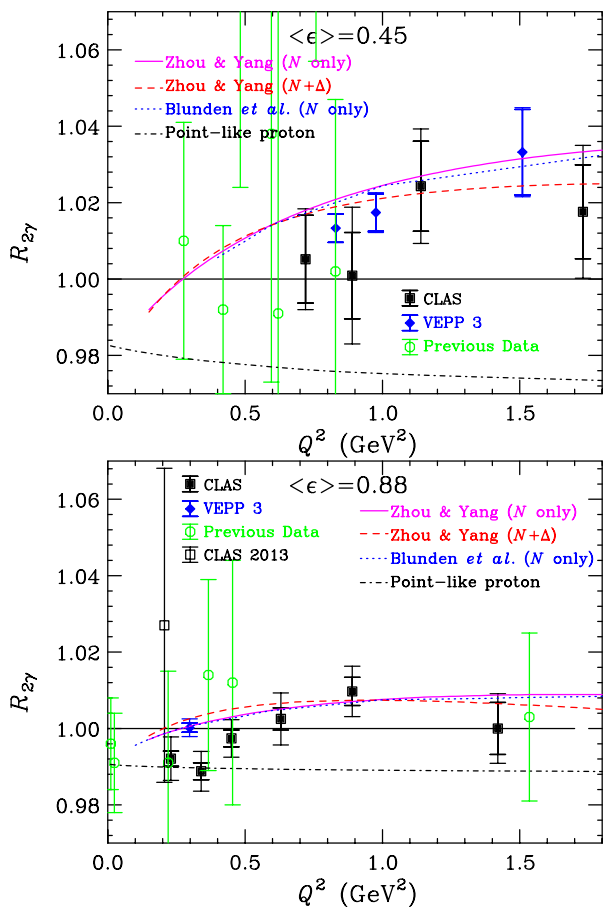 <ϵ>=0.45
Zhou & Yang (N only)
Zhou & Yang (N+Δ)
Blunden et al. (N only)
Point-like proton
1.06
1.04
1.02
1.00
0.98
R2γ
CLAS
VEPP 3
Previous Data
0.0 0.5 1.0 1.5
Q² (GeV²)
<ϵ>=0.88
CLAS
VEPP 3
Previous Data
CLAS 2013
Zhou & Yang (N only)
Zhou & Yang (N+Δ)
Blunden et al. (N only)
Point-like proton
1.06
1.04
1.02
1.00
0.98
R2γ
0.0 0.5 1.0 1.5
Q² (GeV²)